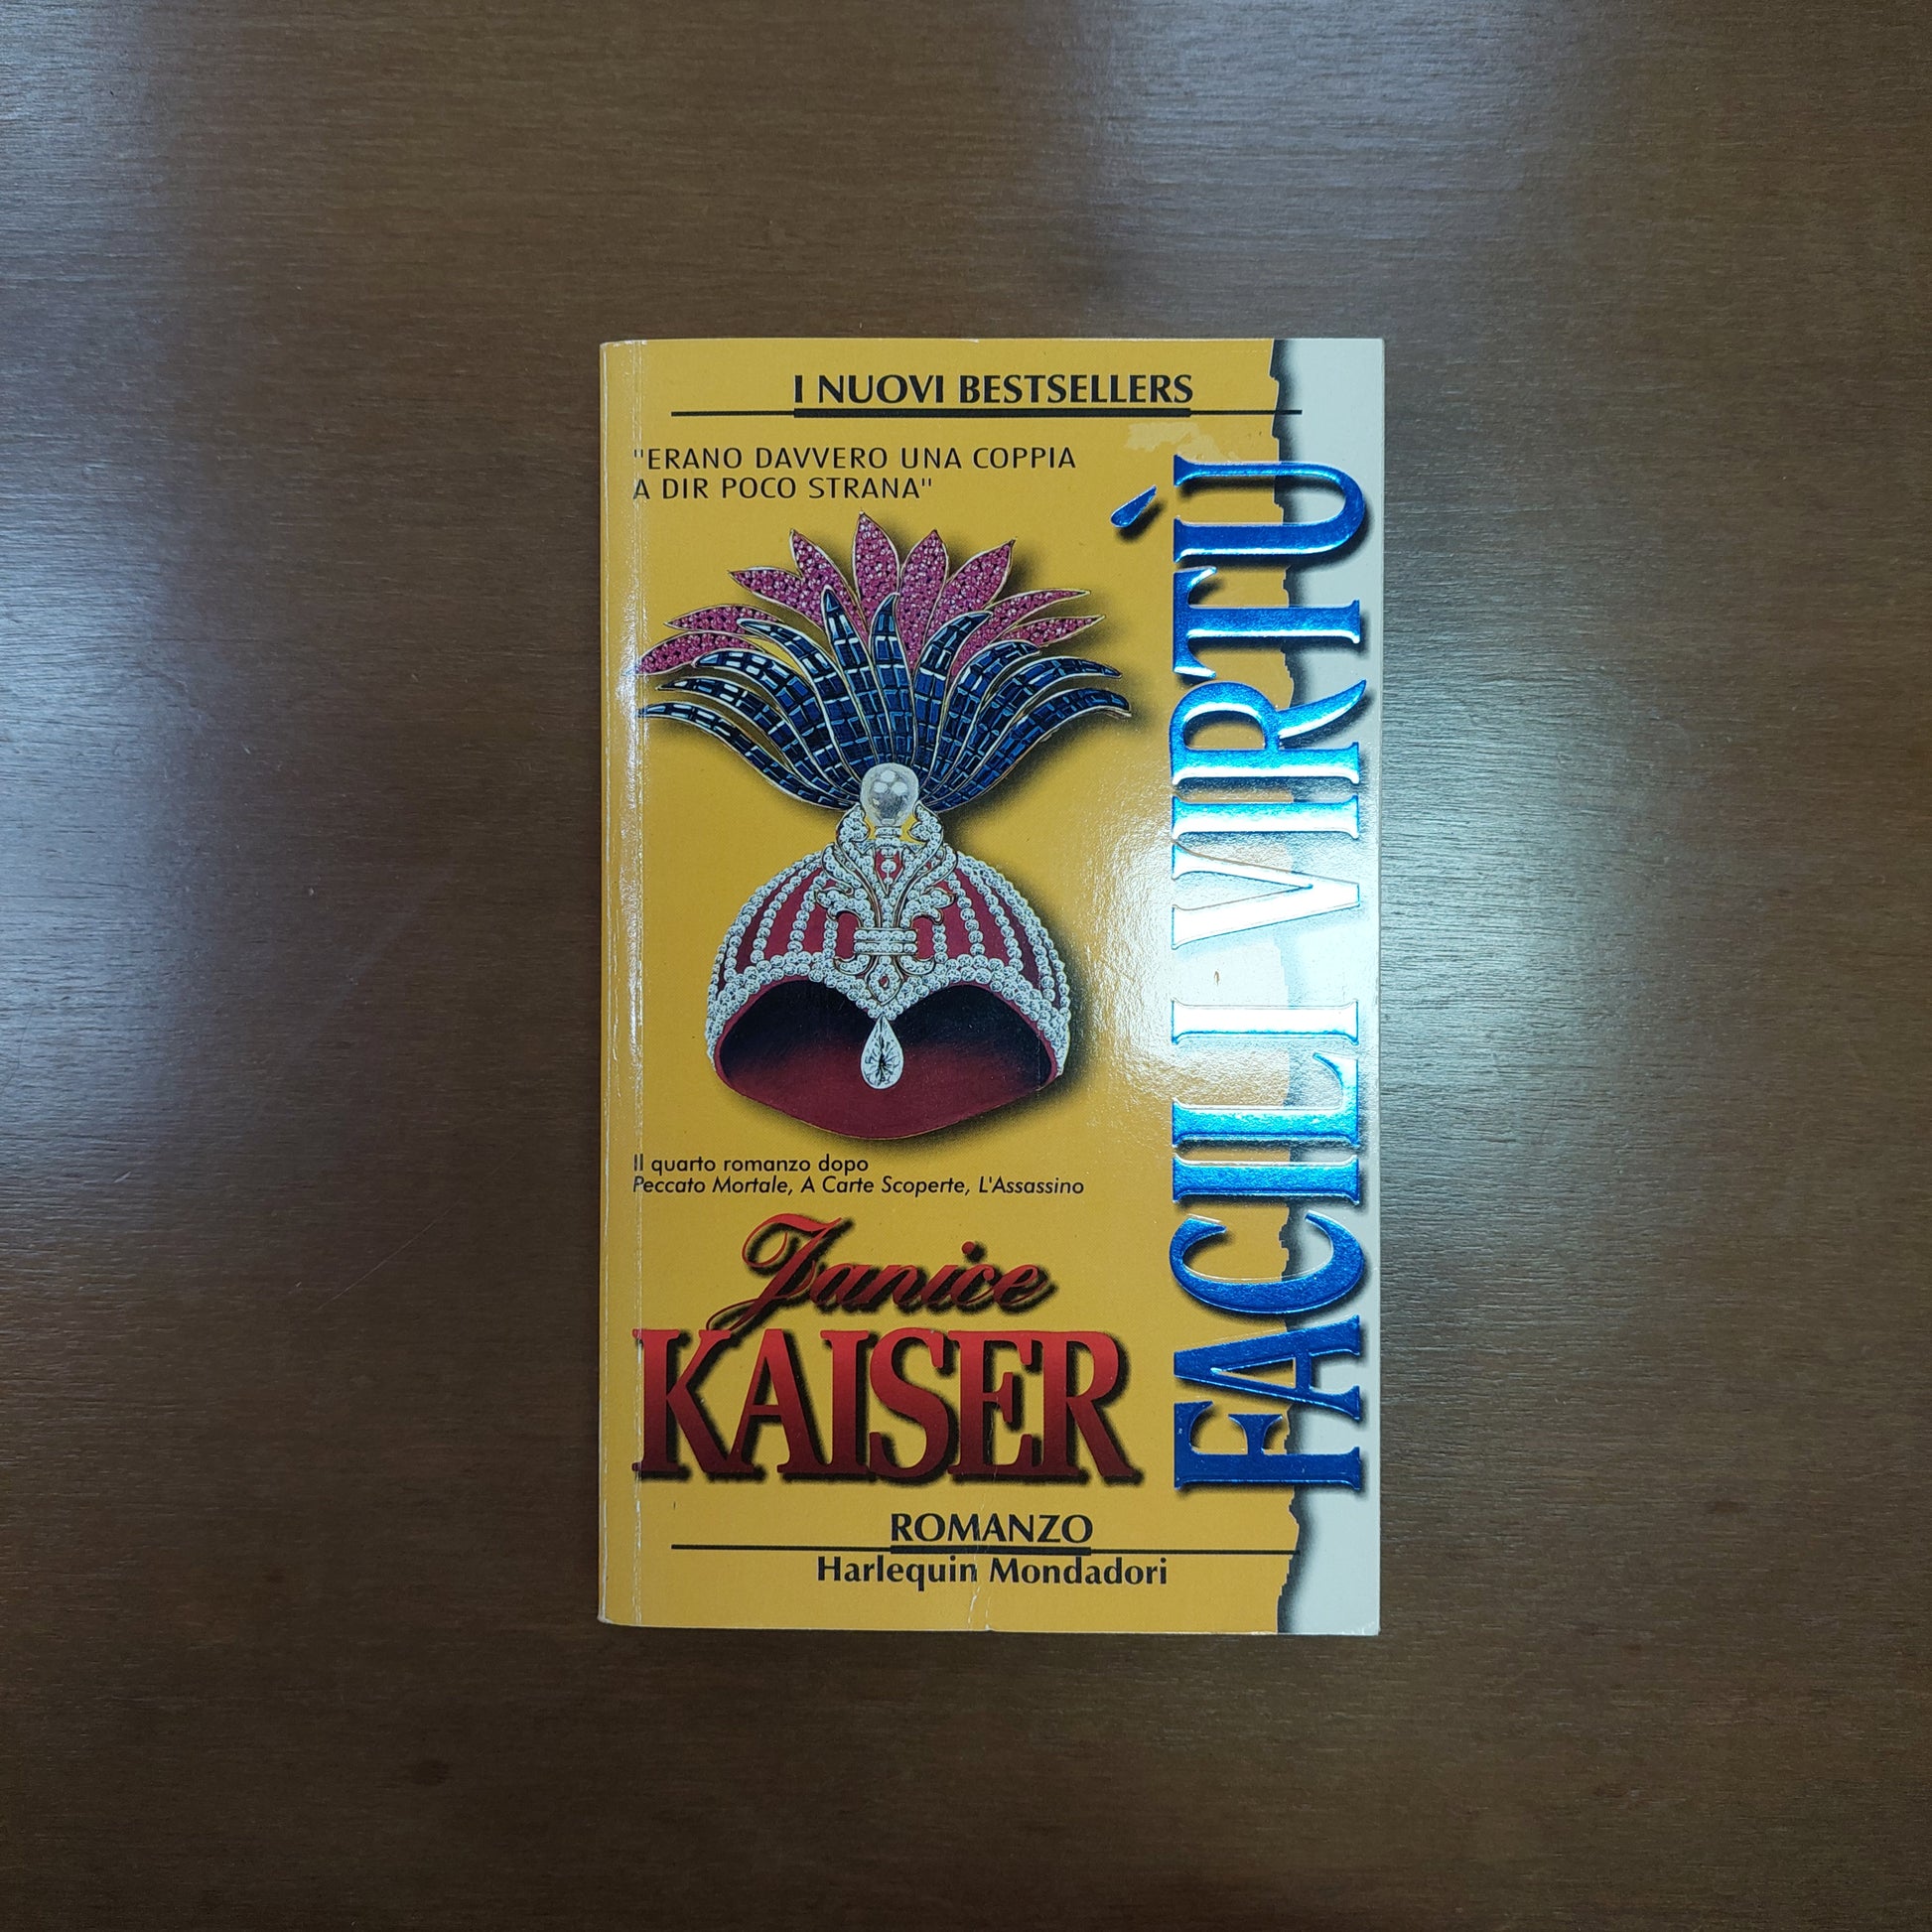 I NUOVI BESTSELLERS
"ERANO DAVVERO UNA COPPIA
A DIR POCO STRANA"
FACILI VIRTÙ
Il quarto romanzo dopo
Peccato Mortale, A Carte Scoperte, L'Assassino
Janice
KAISER
ROMANZO
Harlequin Mondadori